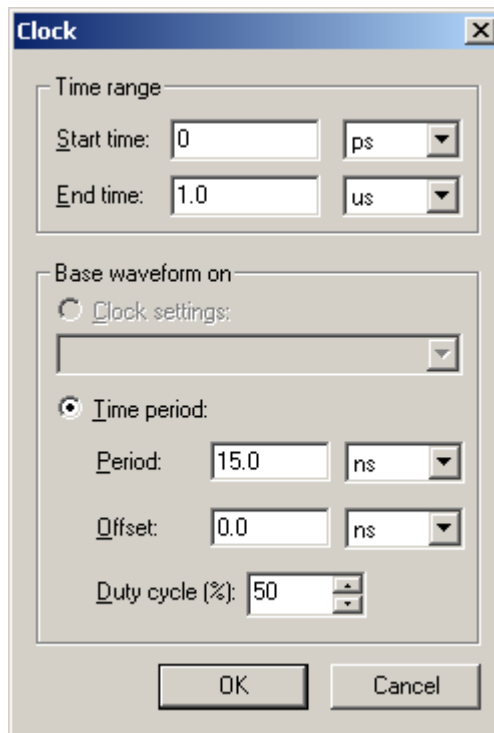 Clock
Time range
Start time: 0 ps
End time: 1.0 us
Base waveform on
Clock settings:
Time period:
Period: 15.0 ns
Offset: 0.0 ns
Duty cycle (%): 50
OK Cancel